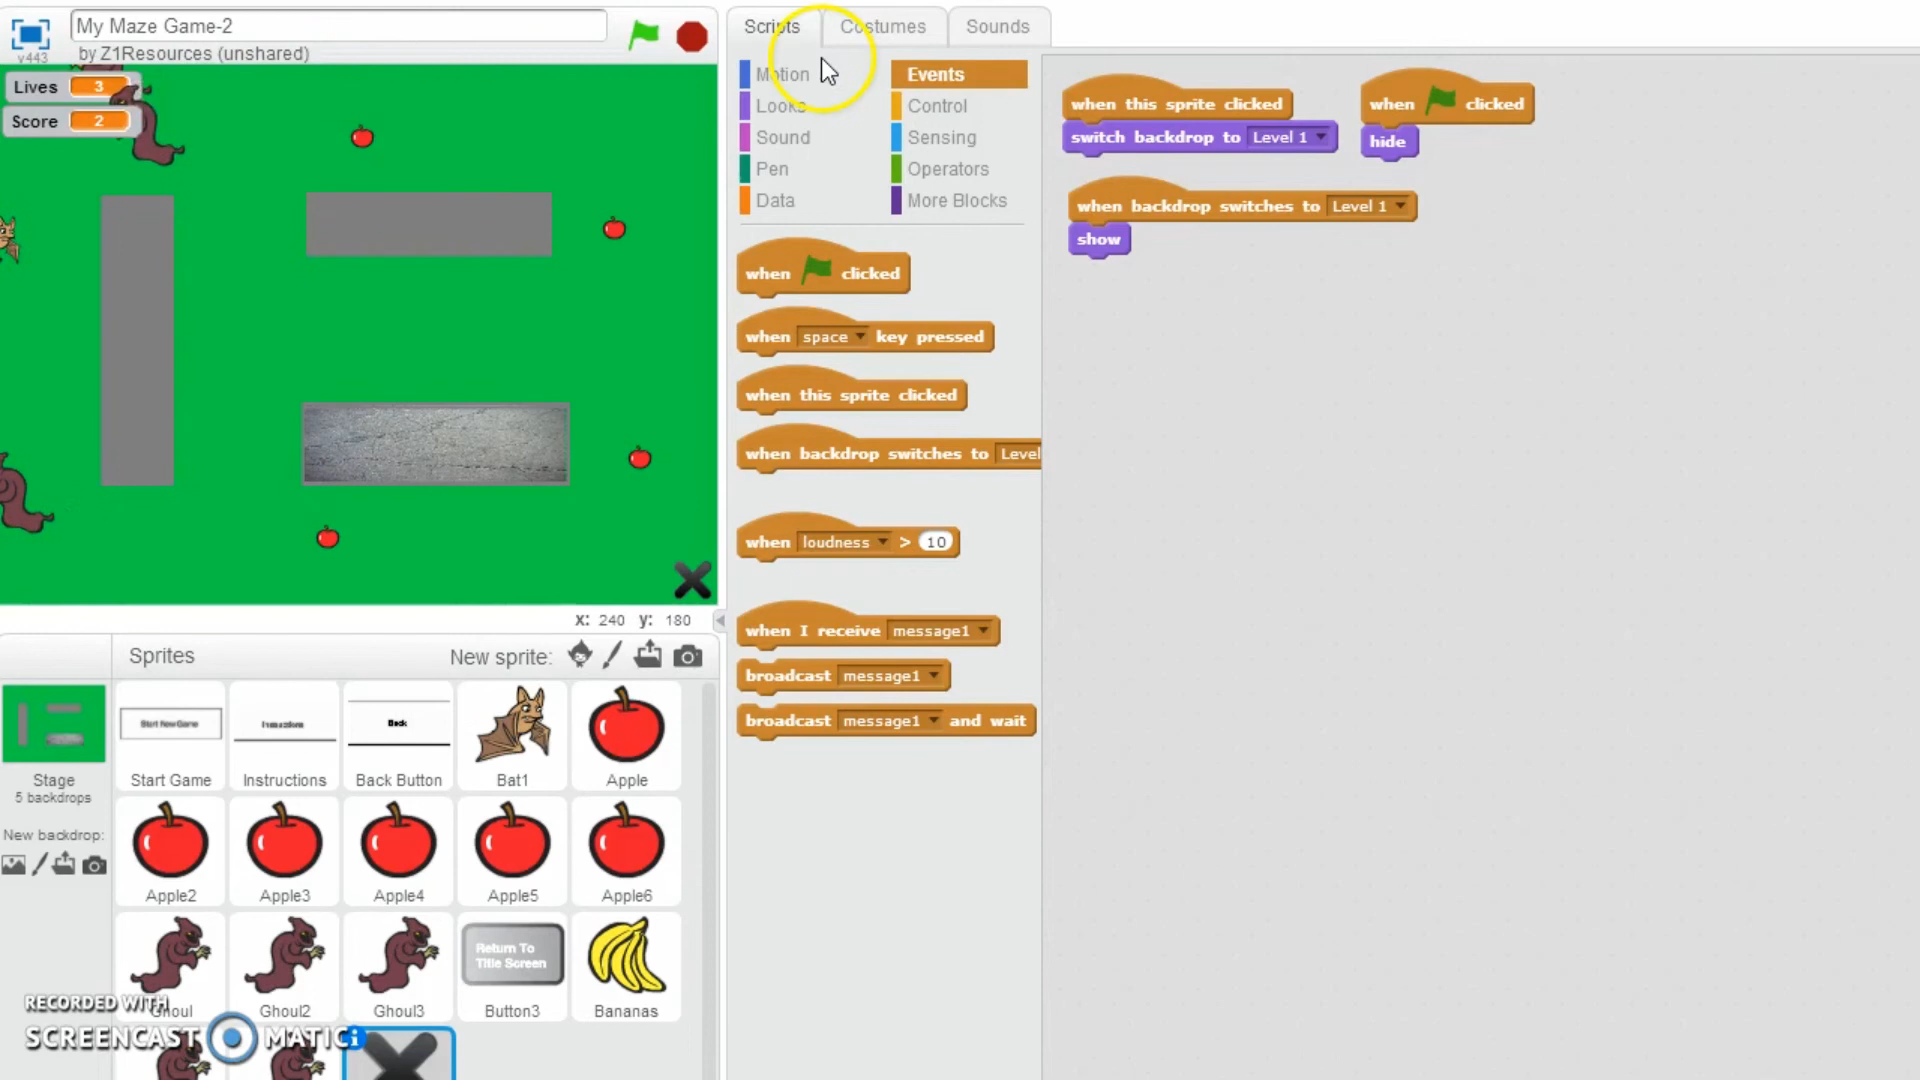 My Maze Game-2
by Z1Resources (unshared)
v443
Lives 3
Score 2
x: 240 y: 180
Scripts
Costumes
Sounds
Motion
Looks
Sound
Pen
Data
Events
Control
Sensing
Operators
More Blocks
when clicked
when space key pressed
when this sprite clicked
when backdrop switches to Level
when loudness > 10
when I receive message1
broadcast message1
broadcast message1 and wait
when this sprite clicked
switch backdrop to Level 1
when clicked
hide
when backdrop switches to Level 1
show
Sprites
New sprite:
Stage
5 backdrops
New backdrop:
Start New Game
Instructions
Back
Start Game
Instructions
Back Button
Bat1
Apple
Apple2
Apple3
Apple4
Apple5
Apple6
Return To
Title Screen
Ghoul
Ghoul2
Ghoul3
Button3
Bananas
RECORDED WITH
SCREENCAST MATIC